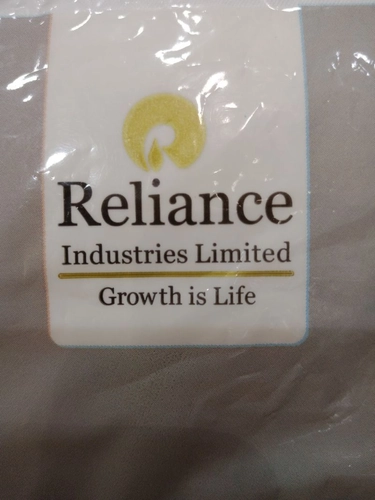 Reliance
Industries Limited
Growth is Life